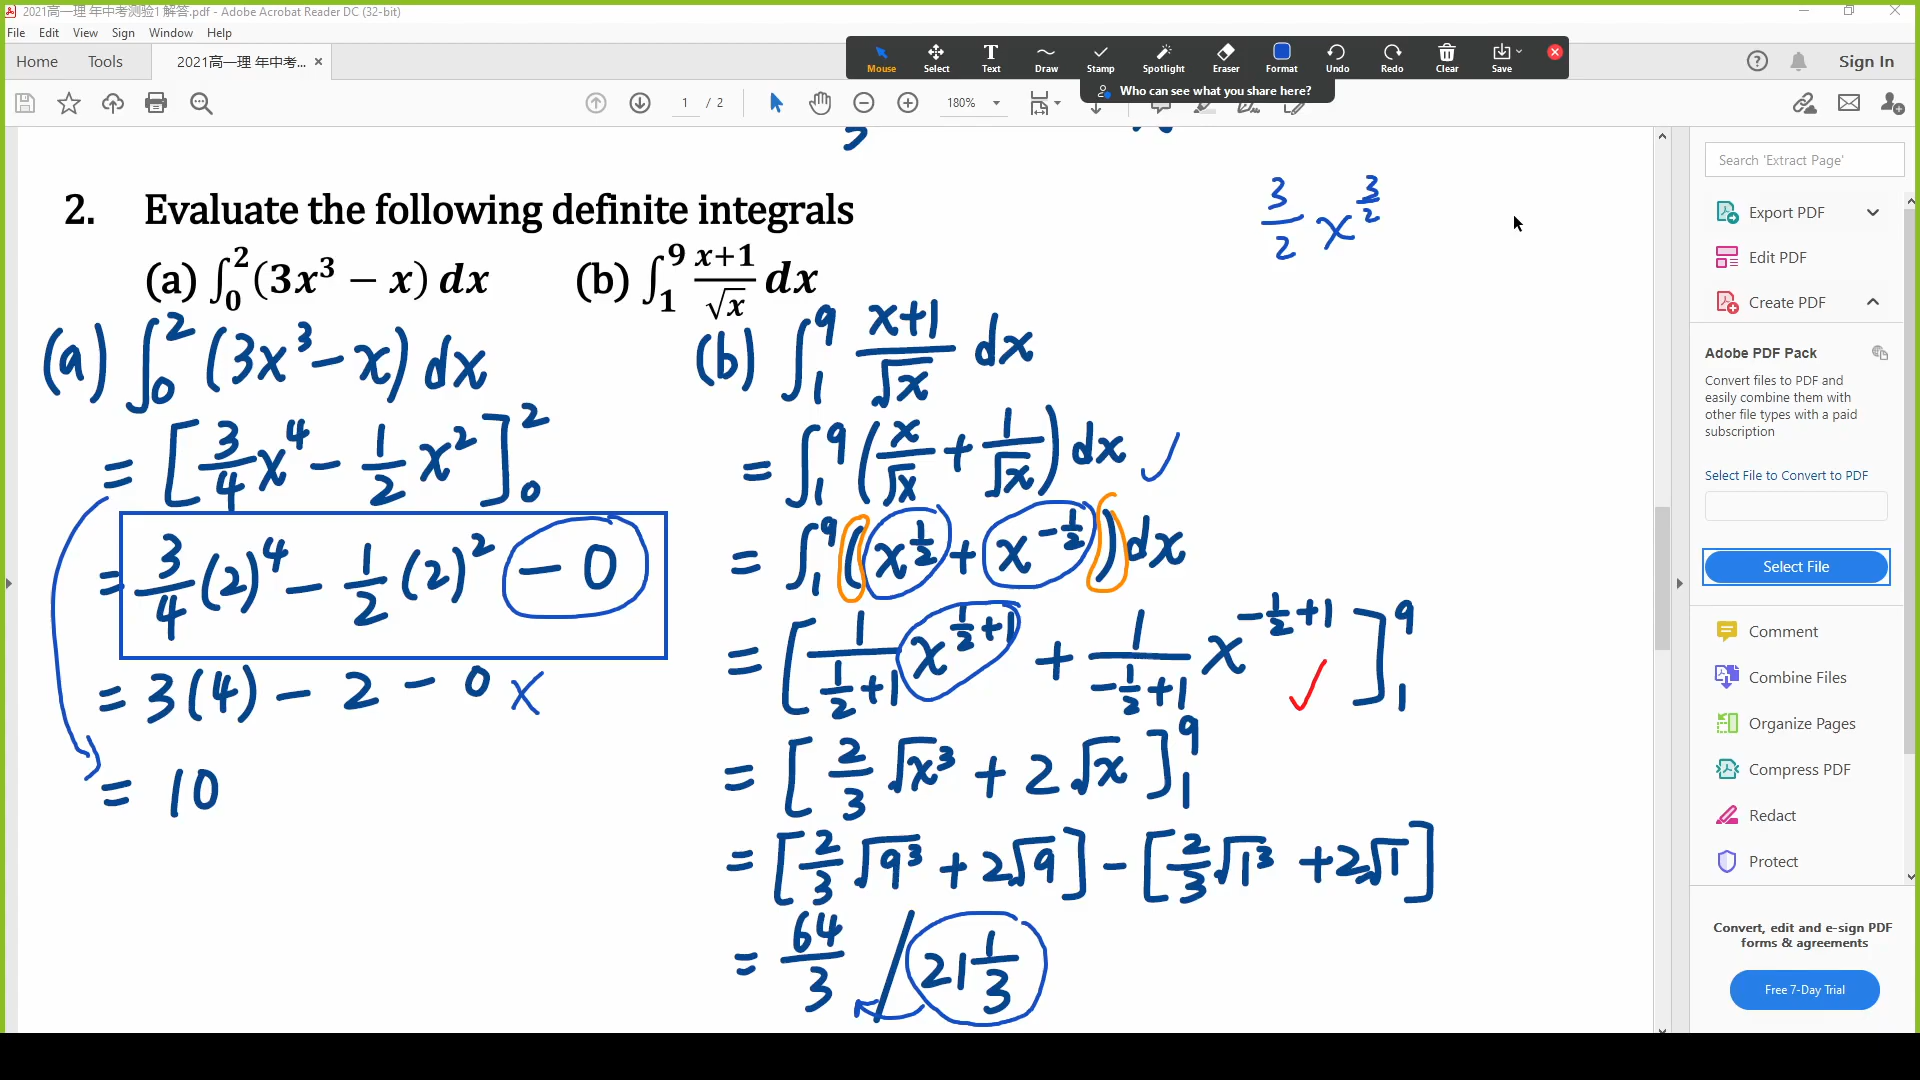 2021高一理 年中考测验1 解答.pdf - Adobe Acrobat Reader DC (32-bit)
File Edit View Sign Window Help
Home Tools 2021高一理 年中考... ×
Mouse Select Text Draw Stamp Spotlight Eraser Format Undo Redo Clear Save
Who can see what you share here?
Sign In
1 / 2 180%
2. Evaluate the following definite integrals
(a) ∫₀² (3x³ − x) dx (b) ∫₁⁹ (x+1)/√x dx
3/2 x^(3/2)
(a) ∫₀² (3x³ − x) dx
= [3/4 x⁴ − 1/2 x²]₀²
= 3/4 (2)⁴ − 1/2 (2)² − 0
= 3(4) − 2 − 0 x
= 10
(b) ∫₁⁹ (x+1)/√x dx
= ∫₁⁹ (x/√x + 1/√x) dx ✓
= ∫₁⁹ (x^(1/2) + x^(-1/2)) dx
= [1/(1/2+1) x^(1/2+1) + 1/(-1/2+1) x^(-1/2+1)]₁⁹ ✓
= [2/3 √x³ + 2√x]₁⁹
= [2/3 √9³ + 2√9] − [2/3 √1³ + 2√1]
= 64/3 / 21 1/3
Search 'Extract Page'
Export PDF
Edit PDF
Create PDF
Adobe PDF Pack
Convert files to PDF and
easily combine them with
other file types with a paid
subscription
Select File to Convert to PDF
Select File
Comment
Combine Files
Organize Pages
Compress PDF
Redact
Protect
Convert, edit and e-sign PDF
forms & agreements
Free 7-Day Trial